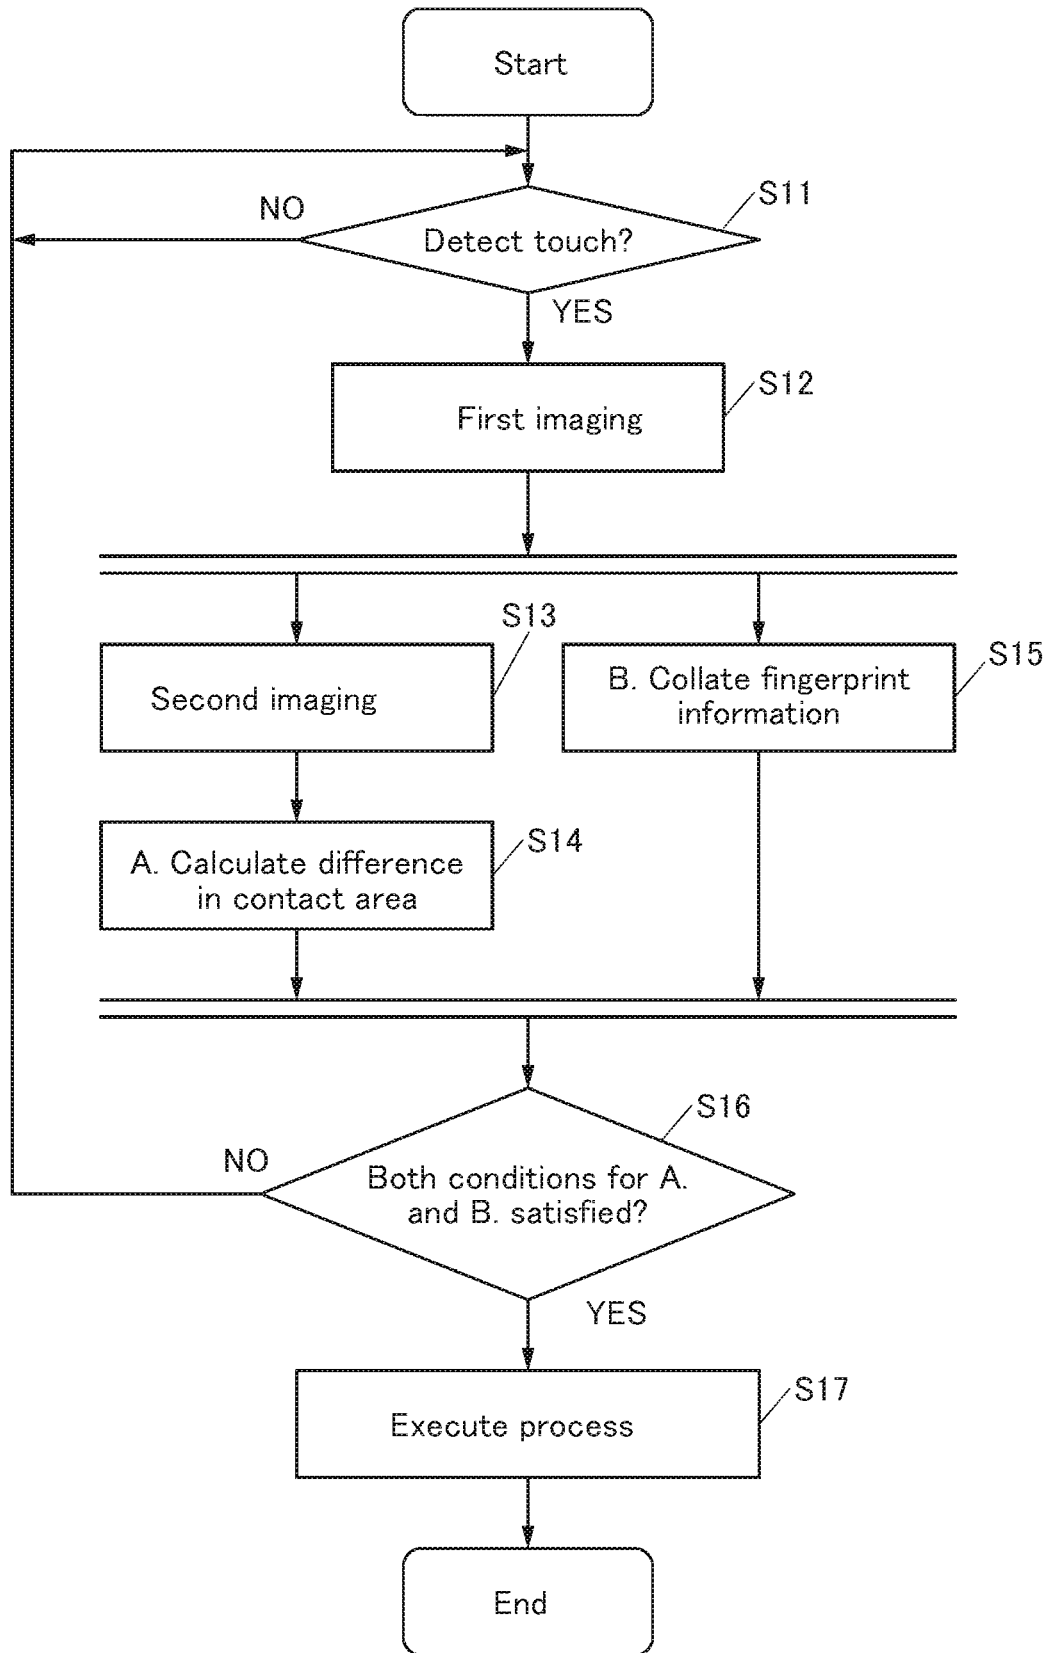 Start
S11
NO
Detect touch?
YES
S12
First imaging
S13
S15
Second imaging
B. Collate fingerprint
information
S14
A. Calculate difference
in contact area
S16
NO
Both conditions for A.
and B. satisfied?
YES
S17
Execute process
End